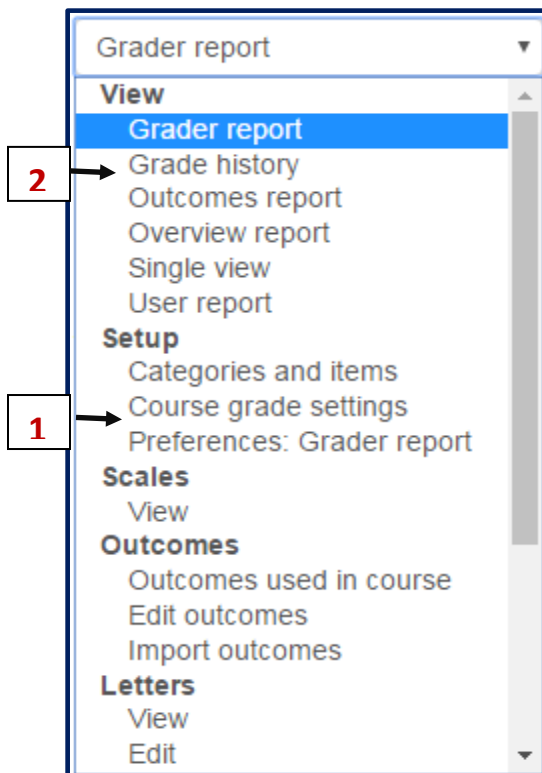 Grader report
View
Grader report
Grade history
2
Outcomes report
Overview report
Single view
User report
Setup
Categories and items
Course grade settings
1
Preferences: Grader report
Scales
View
Outcomes
Outcomes used in course
Edit outcomes
Import outcomes
Letters
View
Edit